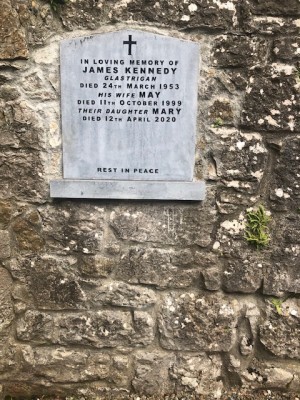 IN LOVING MEMORY OF
JAMES KENNEDY
GLASTRIGAN
DIED 24TH MARCH 1953
HIS WIFE MAY
DIED 11TH OCTOBER 1999
THEIR DAUGHTER MARY
DIED 12TH APRIL 2020
REST IN PEACE